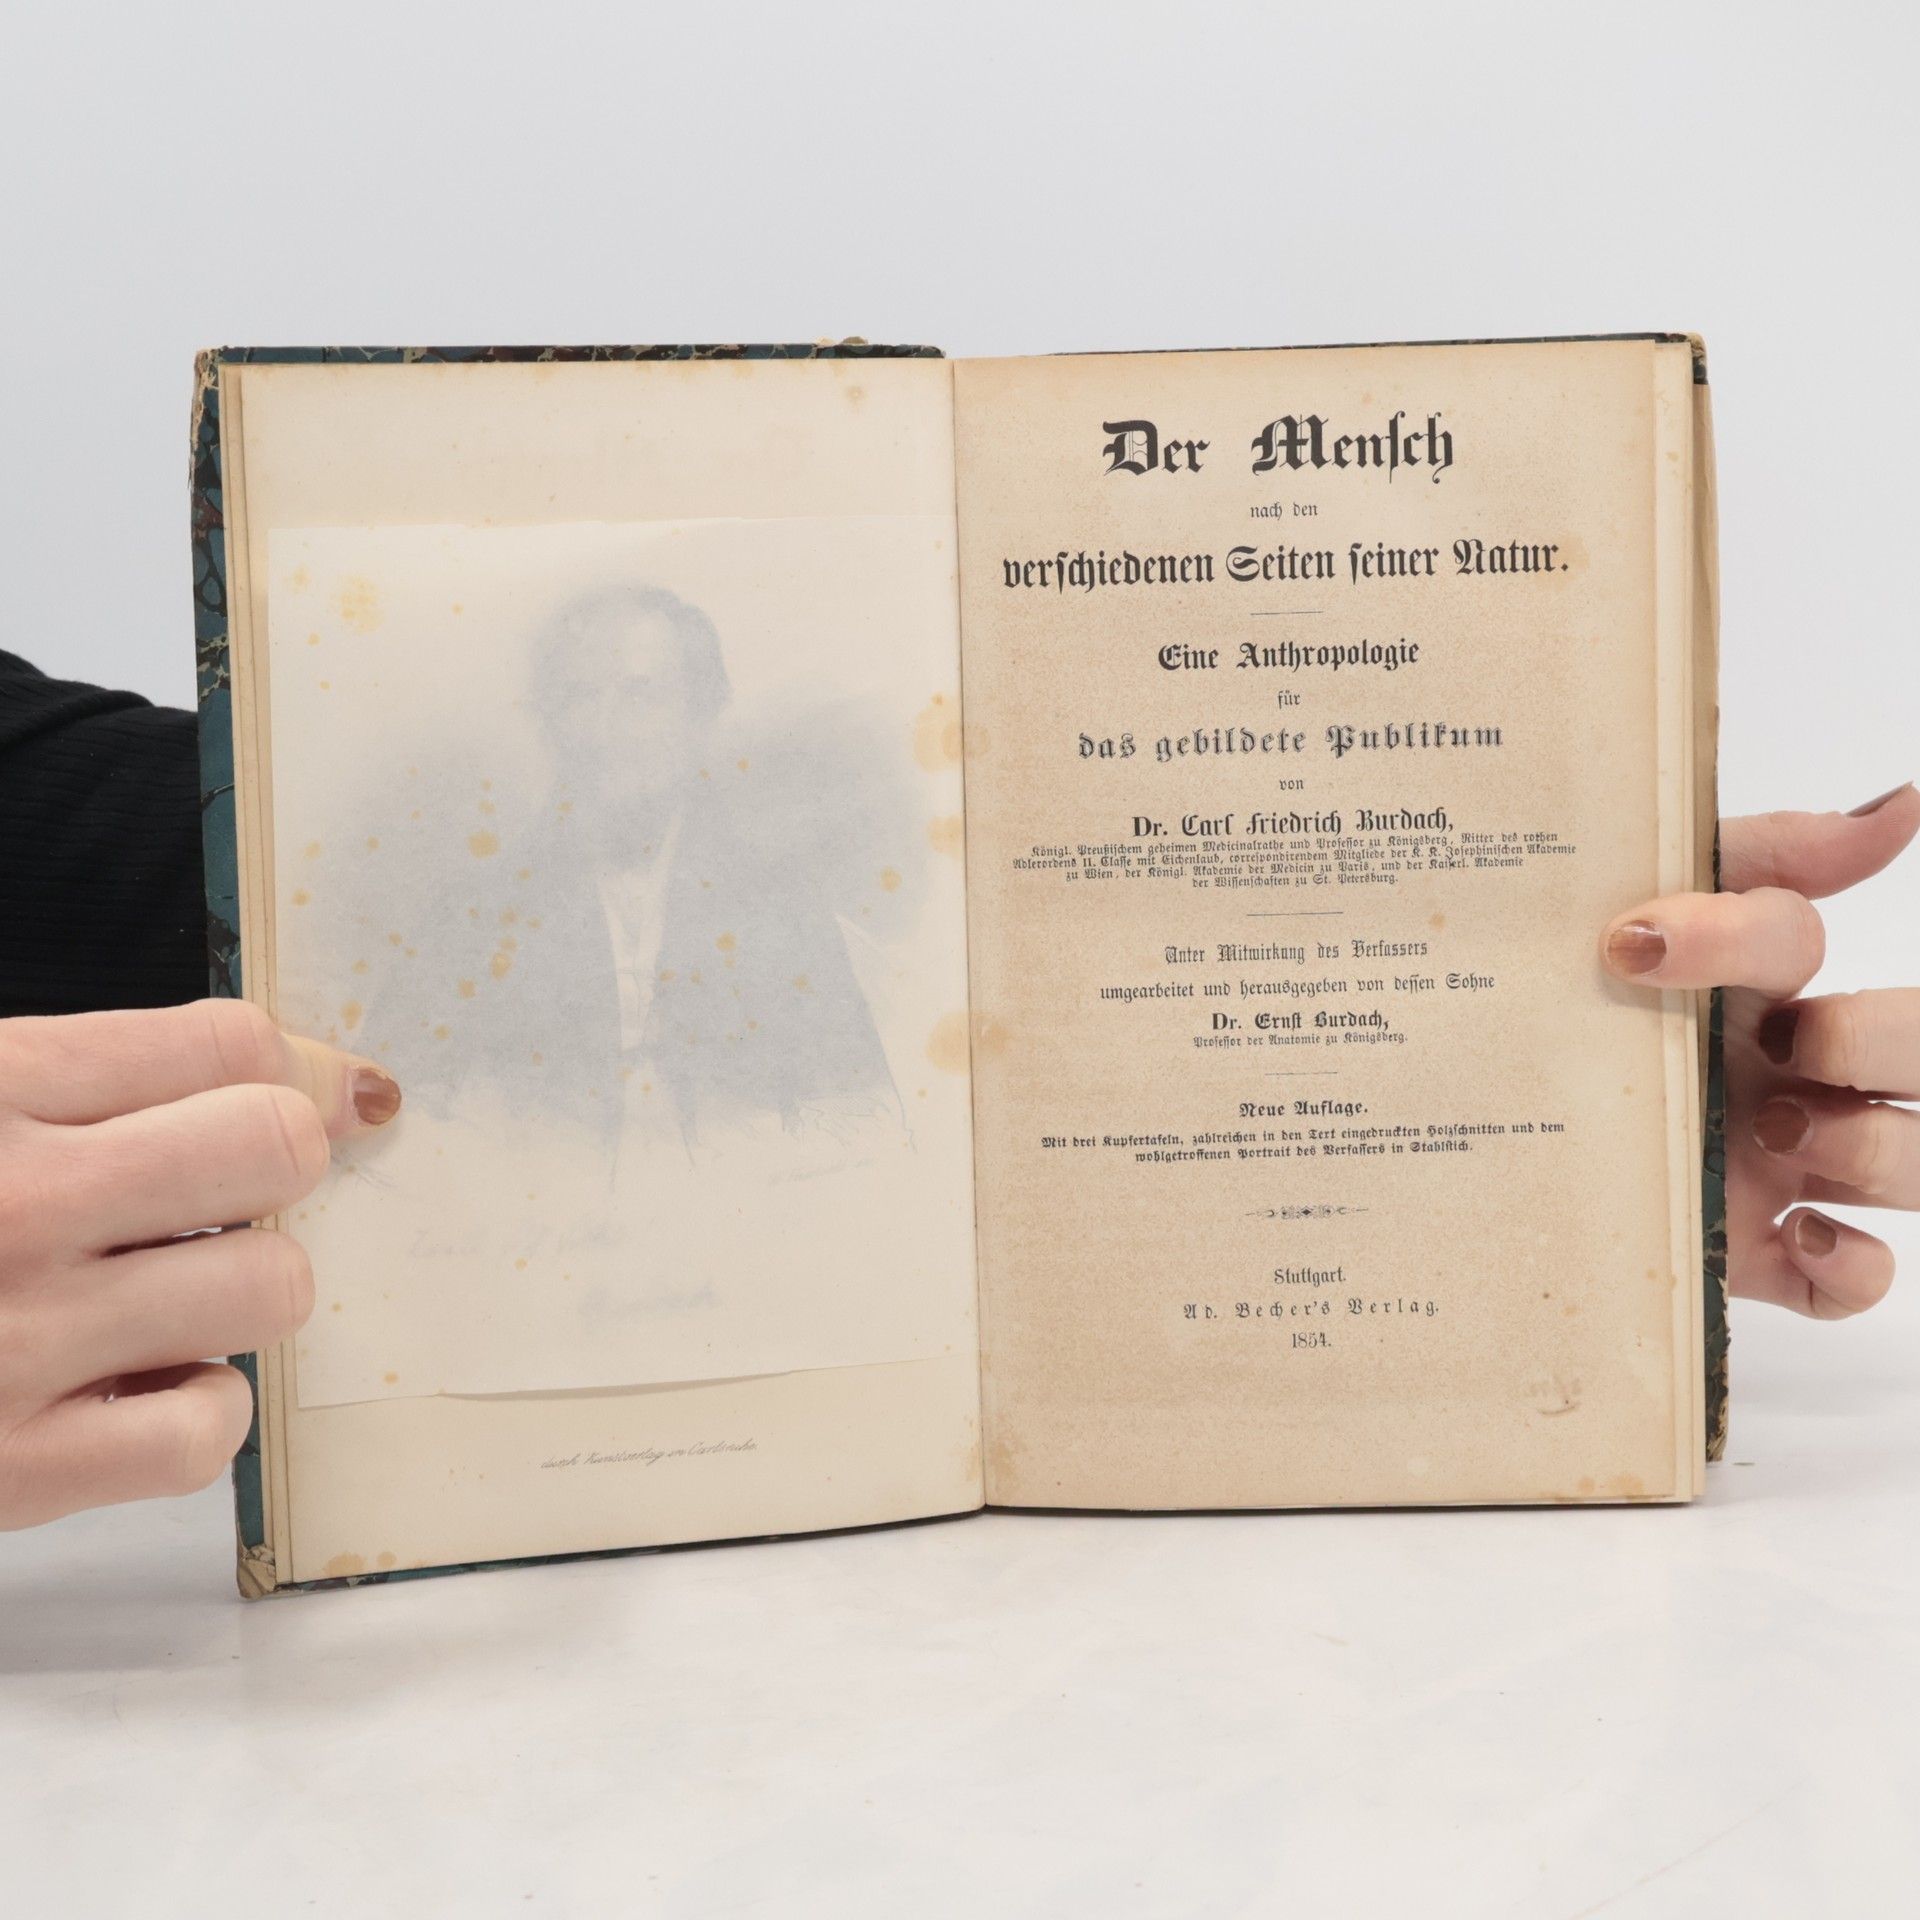 Der Menſch
nach den
verſchiedenen Seiten ſeiner Natur.
Eine Anthropologie
für
das gebildete Publikum
von
Dr. Carl Friedrich Burdach,
Königl. Preußiſchem geheimen Medicinalrathe und Profeſſor zu Königsberg, Ritter des rothen
Adlerordens II. Claſſe mit Eichenlaub, correſpondirendem Mitgliede der K. K. Joſephiniſchen Akademie
zu Wien, der Königl. Akademie der Medicin zu Paris, und der Kaiſerl. Akademie
der Wiſſenſchaften zu St. Petersburg.
Unter Mitwirkung des Verfassers
umgearbeitet und herausgegeben von deſſen Sohne
Dr. Ernſt Burdach,
Profeſſor der Anatomie zu Königsberg.
Neue Auflage.
Mit drei Kupfertafeln, zahlreichen in den Text eingedruckten Holzſchnitten und dem
wohlgetroffenen Portrait des Verfaſſers in Stahlſtich.
Stuttgart.
Ad. Becher's Verlag.
1854.
durch Kunstverlag in Carlsruhe.